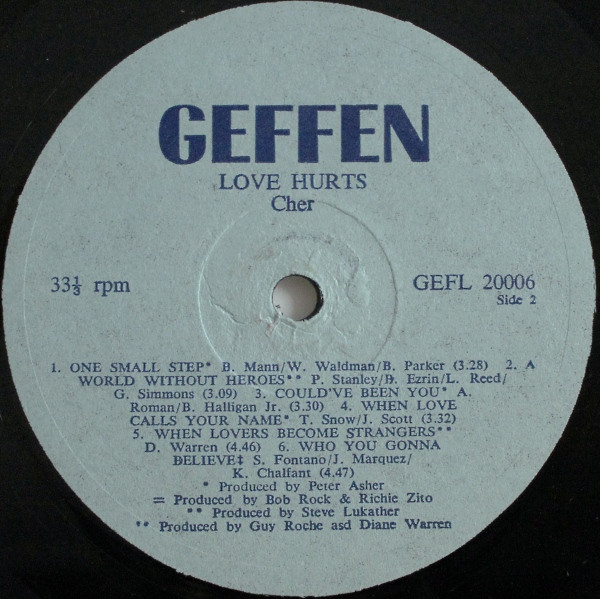 GEFFEN
LOVE HURTS
Cher
33⅓ rpm
GEFL 20006
Side 2
1. ONE SMALL STEP* B. Mann/W. Waldman/B. Parker (3.28) 2. A
WORLD WITHOUT HEROES** P. Stanley/B. Ezrin/L. Reed/
G. Simmons (3.09) 3. COULD'VE BEEN YOU* A.
Roman/B. Halligan Jr. (3.30) 4. WHEN LOVE
CALLS YOUR NAME* T. Snow/J. Scott (3.32)
5. WHEN LOVERS BECOME STRANGERS**
D. Warren (4.46) 6. WHO YOU GONNA
BELIEVE‡ S. Fontano/J. Marquez/
K. Chalfant (4.47)
* Produced by Peter Asher
= Produced by Bob Rock & Richie Zito
** Produced by Steve Lukather
** Produced by Guy Roche asd Diane Warren